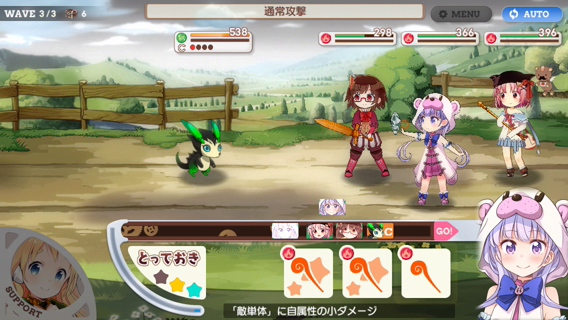 WAVE 3/3 6
通常攻撃
MENU
AUTO
538
C
298
366
396
C
GO!
とっておき
SUPPORT
「敵単体」に自属性の小ダメージ